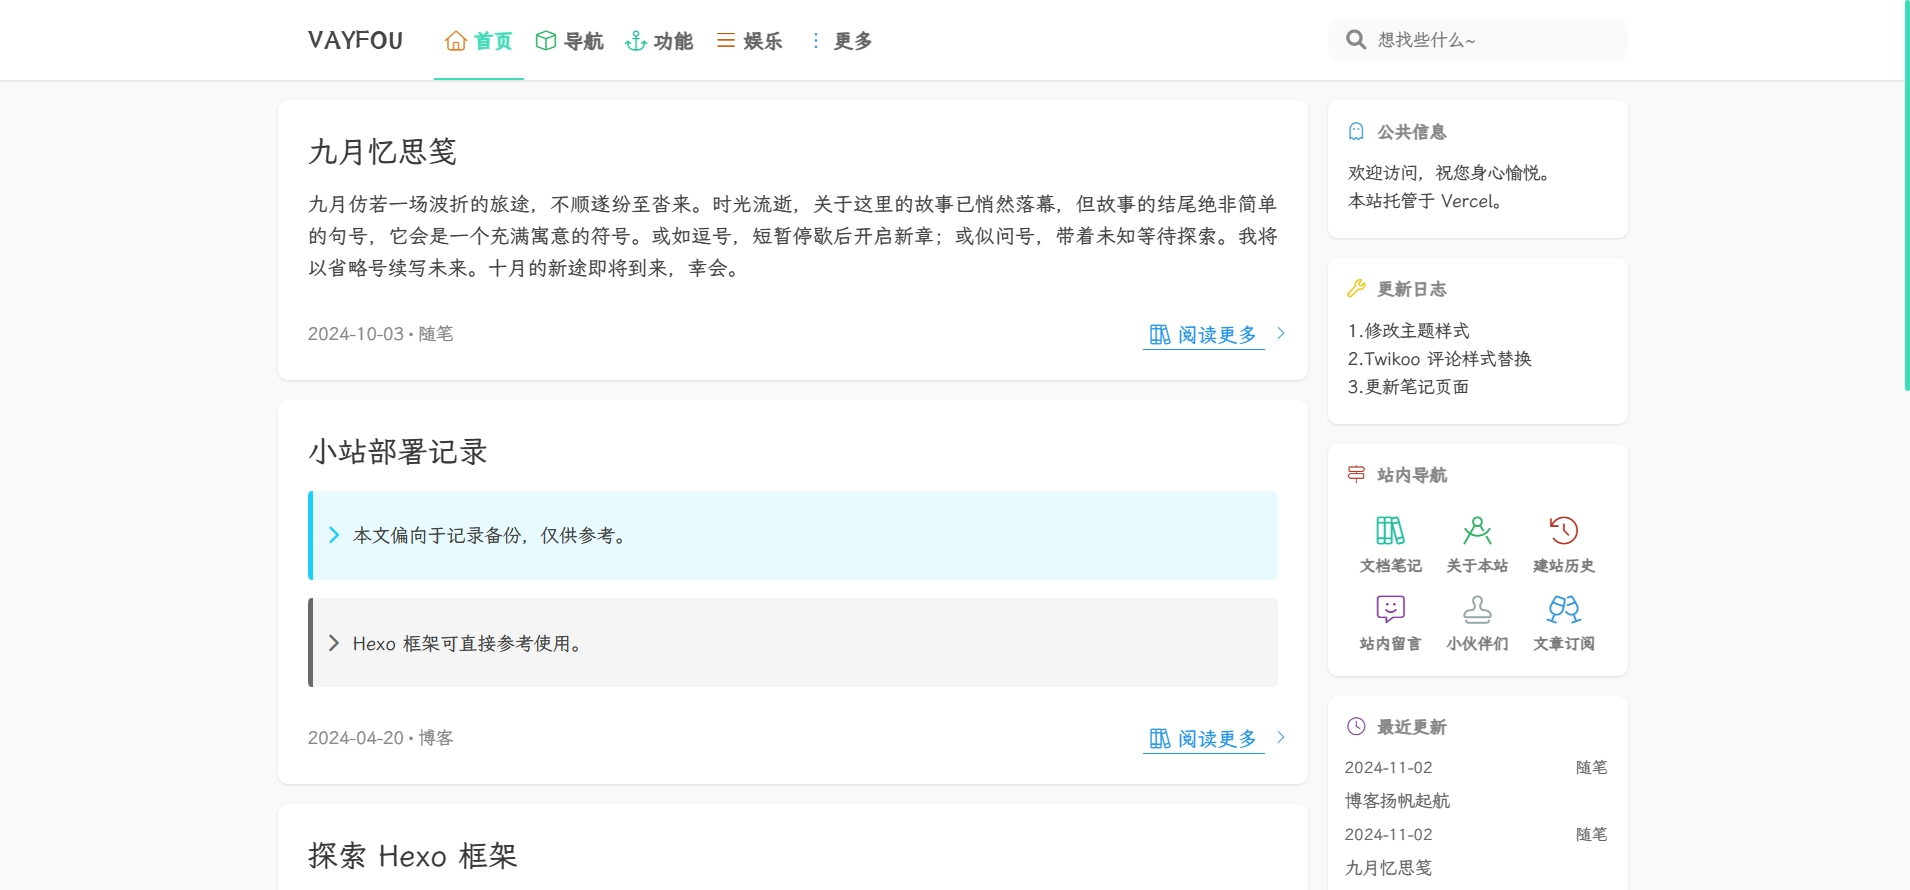 VAYFOU
首页
导航
功能
娱乐
更多
想找些什么~
九月忆思笺
九月仿若一场波折的旅途，不顺遂纷至沓来。时光流逝，关于这里的故事已悄然落幕，但故事的结尾绝非简单
的句号，它会是一个充满寓意的符号。或如逗号，短暂停歇后开启新章；或似问号，带着未知等待探索。我将
以省略号续写未来。十月的新途即将到来，幸会。
2024-10-03 • 随笔
阅读更多
小站部署记录
本文偏向于记录备份，仅供参考。
Hexo 框架可直接参考使用。
2024-04-20 • 博客
阅读更多
探索 Hexo 框架
公共信息
欢迎访问，祝您身心愉悦。
本站托管于 Vercel。
更新日志
1.修改主题样式
2.Twikoo 评论样式替换
3.更新笔记页面
站内导航
文档笔记
关于本站
建站历史
站内留言
小伙伴们
文章订阅
最近更新
2024-11-02 随笔
博客扬帆起航
2024-11-02 随笔
九月忆思笺